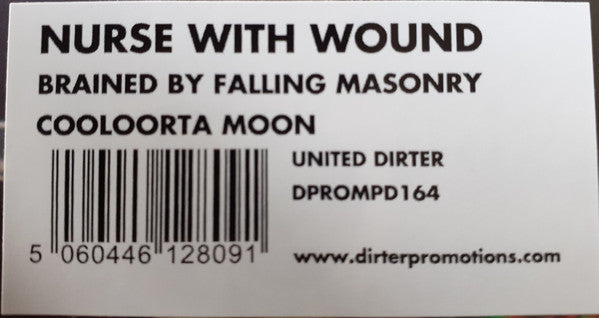 NURSE WITH WOUND
BRAINED BY FALLING MASONRY
COOLOORTA MOON
UNITED DIRTER
DPROMPD164
5 060446 128091
www.dirterpromotions.com